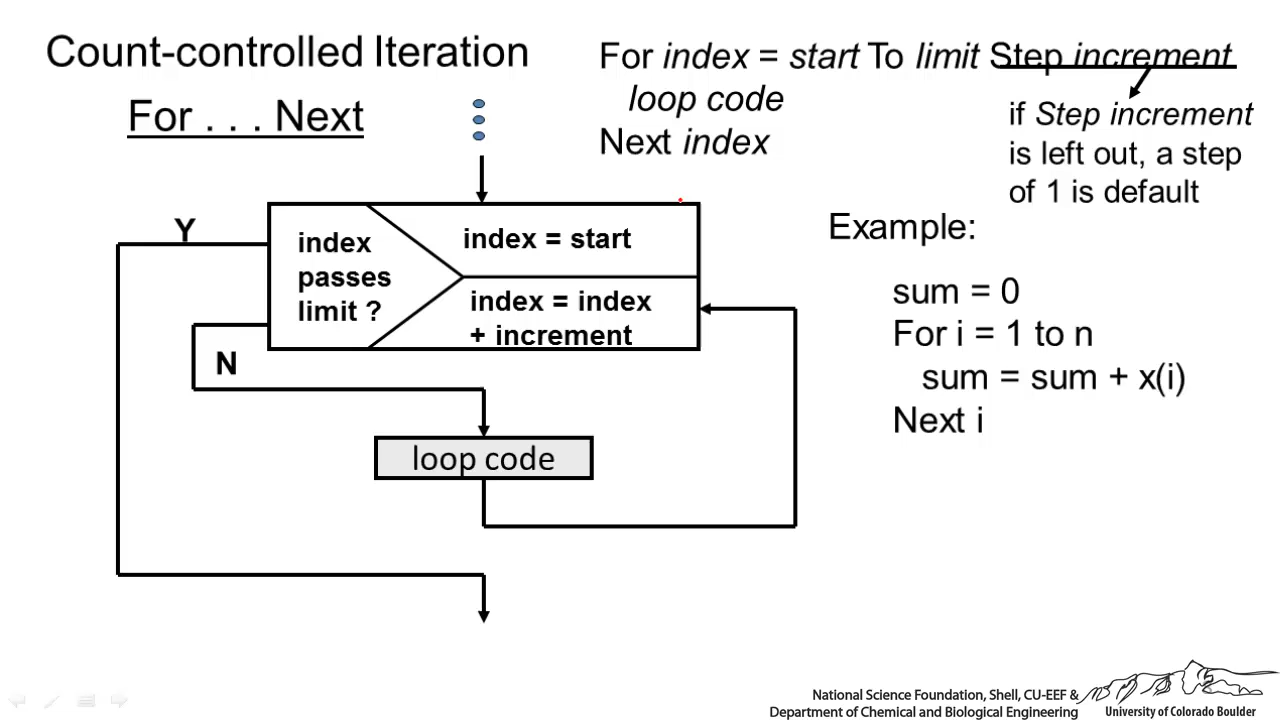 Count-controlled Iteration
For . . . Next
For index = start To limit Step increment
loop code
Next index
if Step increment
is left out, a step
of 1 is default
Y
index
passes
limit ?
index = start
index = index
+ increment
N
loop code
Example:
sum = 0
For i = 1 to n
sum = sum + x(i)
Next i
National Science Foundation, Shell, CU-EEF &
Department of Chemical and Biological Engineering
University of Colorado Boulder